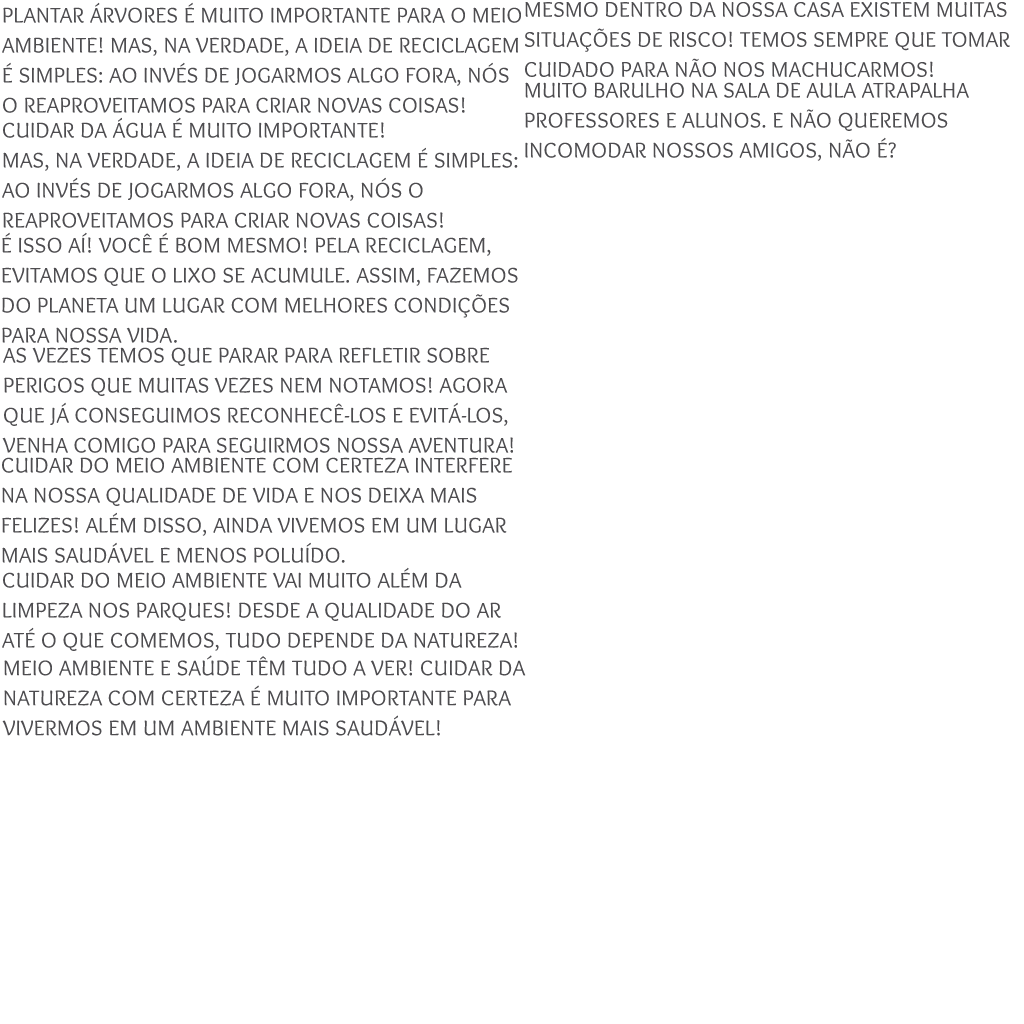 PLANTAR ÁRVORES É MUITO IMPORTANTE PARA O MEIO
AMBIENTE! MAS, NA VERDADE, A IDEIA DE RECICLAGEM
É SIMPLES: AO INVÉS DE JOGARMOS ALGO FORA, NÓS
O REAPROVEITAMOS PARA CRIAR NOVAS COISAS!
CUIDAR DA ÁGUA É MUITO IMPORTANTE!
MAS, NA VERDADE, A IDEIA DE RECICLAGEM É SIMPLES:
AO INVÉS DE JOGARMOS ALGO FORA, NÓS O
REAPROVEITAMOS PARA CRIAR NOVAS COISAS!
É ISSO AÍ! VOCÊ É BOM MESMO! PELA RECICLAGEM,
EVITAMOS QUE O LIXO SE ACUMULE. ASSIM, FAZEMOS
DO PLANETA UM LUGAR COM MELHORES CONDIÇÕES
PARA NOSSA VIDA.
AS VEZES TEMOS QUE PARAR PARA REFLETIR SOBRE
PERIGOS QUE MUITAS VEZES NEM NOTAMOS! AGORA
QUE JÁ CONSEGUIMOS RECONHECÊ-LOS E EVITÁ-LOS,
VENHA COMIGO PARA SEGUIRMOS NOSSA AVENTURA!
CUIDAR DO MEIO AMBIENTE COM CERTEZA INTERFERE
NA NOSSA QUALIDADE DE VIDA E NOS DEIXA MAIS
FELIZES! ALÉM DISSO, AINDA VIVEMOS EM UM LUGAR
MAIS SAUDÁVEL E MENOS POLUÍDO.
CUIDAR DO MEIO AMBIENTE VAI MUITO ALÉM DA
LIMPEZA NOS PARQUES! DESDE A QUALIDADE DO AR
ATÉ O QUE COMEMOS, TUDO DEPENDE DA NATUREZA!
MEIO AMBIENTE E SAÚDE TÊM TUDO A VER! CUIDAR DA
NATUREZA COM CERTEZA É MUITO IMPORTANTE PARA
VIVERMOS EM UM AMBIENTE MAIS SAUDÁVEL!
MESMO DENTRO DA NOSSA CASA EXISTEM MUITAS
SITUAÇÕES DE RISCO! TEMOS SEMPRE QUE TOMAR
CUIDADO PARA NÃO NOS MACHUCARMOS!
MUITO BARULHO NA SALA DE AULA ATRAPALHA
PROFESSORES E ALUNOS. E NÃO QUEREMOS
INCOMODAR NOSSOS AMIGOS, NÃO É?